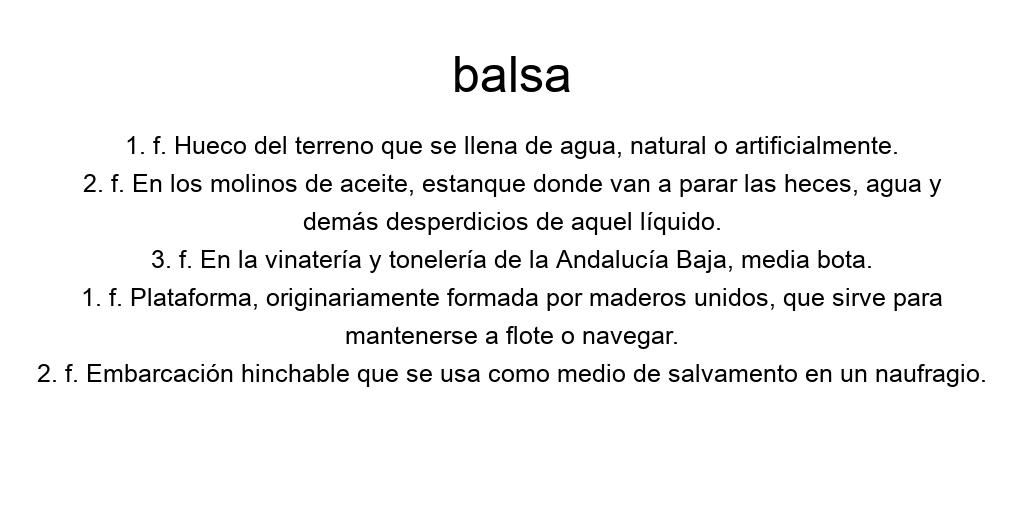 balsa
1. f. Hueco del terreno que se llena de agua, natural o artificialmente.
2. f. En los molinos de aceite, estanque donde van a parar las heces, agua y
demás desperdicios de aquel líquido.
3. f. En la vinatería y tonelería de la Andalucía Baja, media bota.
1. f. Plataforma, originariamente formada por maderos unidos, que sirve para
mantenerse a flote o navegar.
2. f. Embarcación hinchable que se usa como medio de salvamento en un naufragio.